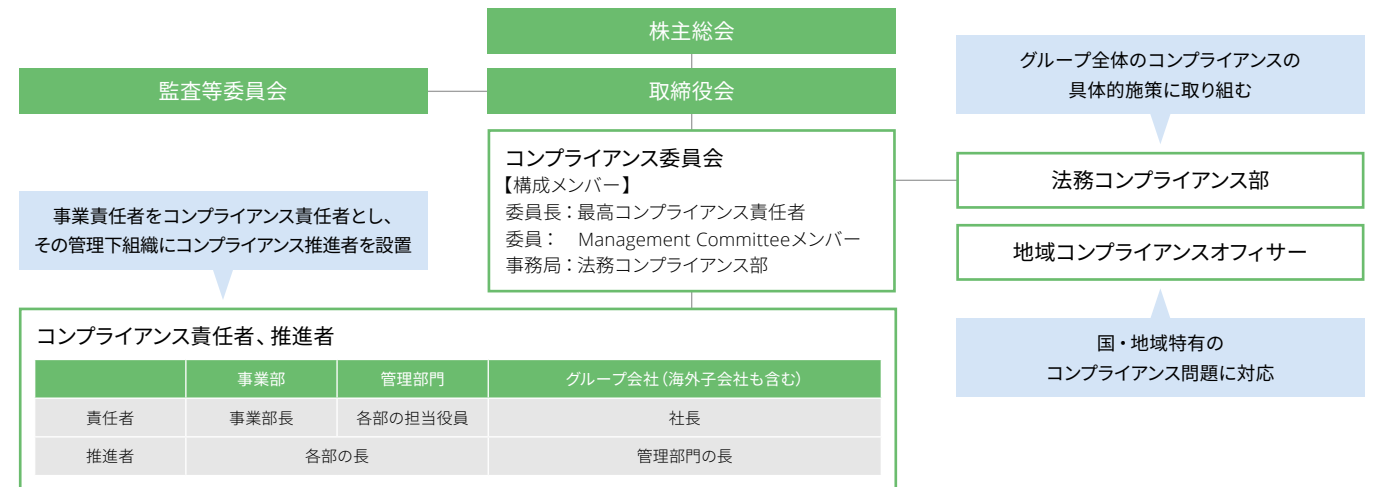 株主総会
監査等委員会
取締役会
グループ全体のコンプライアンスの
具体的施策に取り組む
コンプライアンス委員会
【構成メンバー】
委員長：最高コンプライアンス責任者
委員：　Management Committeeメンバー
事務局：法務コンプライアンス部
法務コンプライアンス部
地域コンプライアンスオフィサー
国・地域特有の
コンプライアンス問題に対応
事業責任者をコンプライアンス責任者とし、
その管理下組織にコンプライアンス推進者を設置
コンプライアンス責任者、推進者
事業部 管理部門 グループ会社（海外子会社も含む）
責任者 事業部長 各部の担当役員 社長
推進者 各部の長 管理部門の長